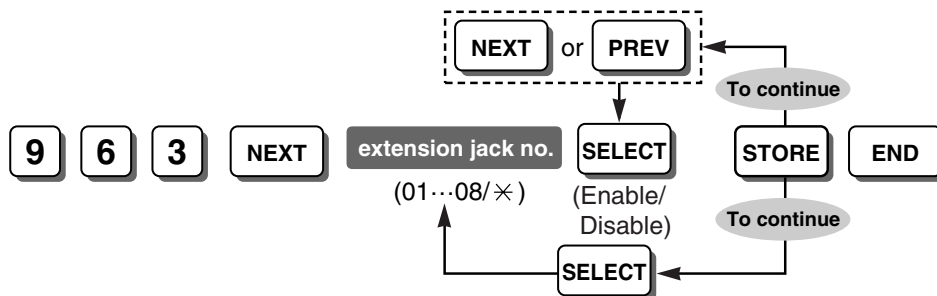 NEXT or PREV
To continue
9 6 3 NEXT extension jack no. SELECT STORE END
(01···08/✳)
(Enable/
Disable)
To continue
SELECT